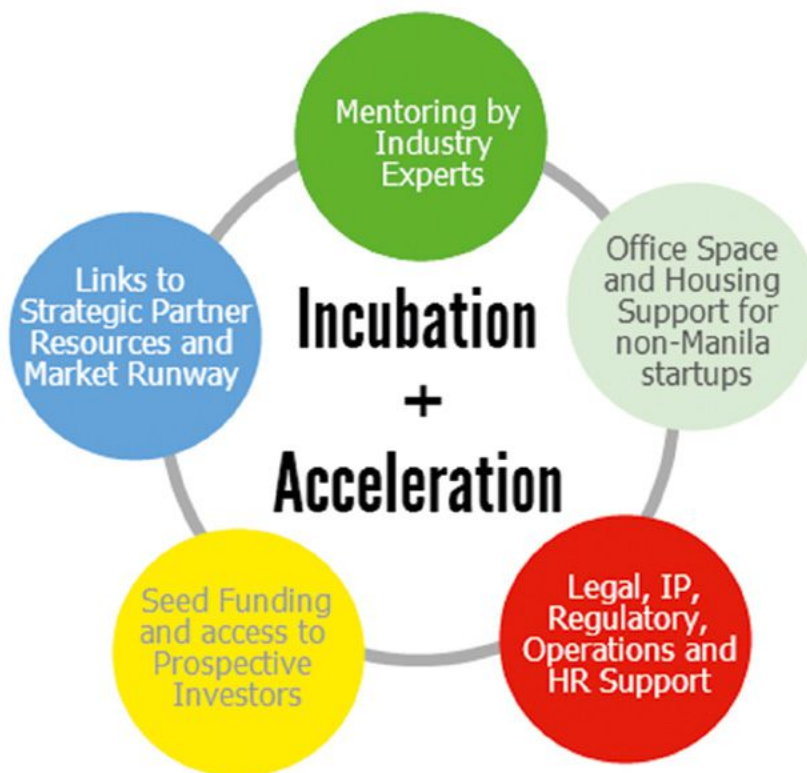 Mentoring by
Industry
Experts
Office Space
and Housing
Support for
non-Manila
startups
Legal, IP,
Regulatory,
Operations and
HR Support
Seed Funding
and access to
Prospective
Investors
Links to
Strategic Partner
Resources and
Market Runway
Incubation
+
Acceleration